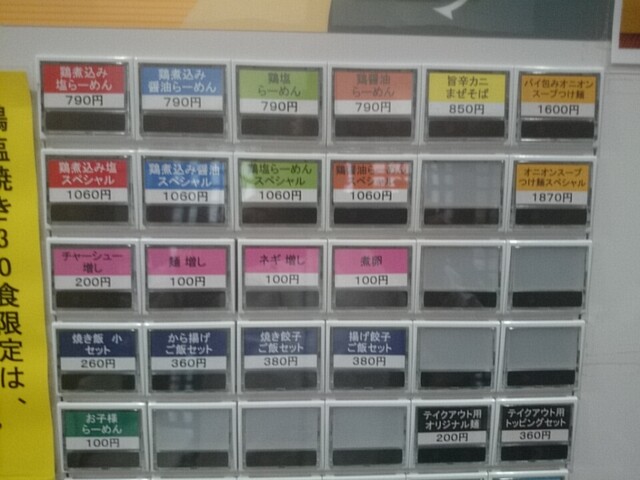 鶏煮込み
塩らーめん
790円
鶏煮込み
醤油らーめん
790円
鶏塩
らーめん
790円
鶏醤油
らーめん
790円
旨辛カニ
まぜそば
850円
パイ包みオニオン
スープつけ麺
1600円
鶏煮込み塩
スペシャル
1060円
鶏煮込み醤油
スペシャル
1060円
鶏塩らーめん
スペシャル
1060円
鶏醤油らーめん
スペシャル
1060円
オニオンスープ
つけ麺スペシャル
1870円
チャーシュー
増し
200円
麺 増し
100円
ネギ 増し
100円
煮卵
100円
焼き飯 小
セット
260円
から揚げ
ご飯セット
360円
焼き餃子
ご飯セット
380円
揚げ餃子
ご飯セット
380円
お子様
らーめん
100円
テイクアウト用
オリジナル麺
200円
テイクアウト用
トッピングセット
360円
塩焼き30食限定は、